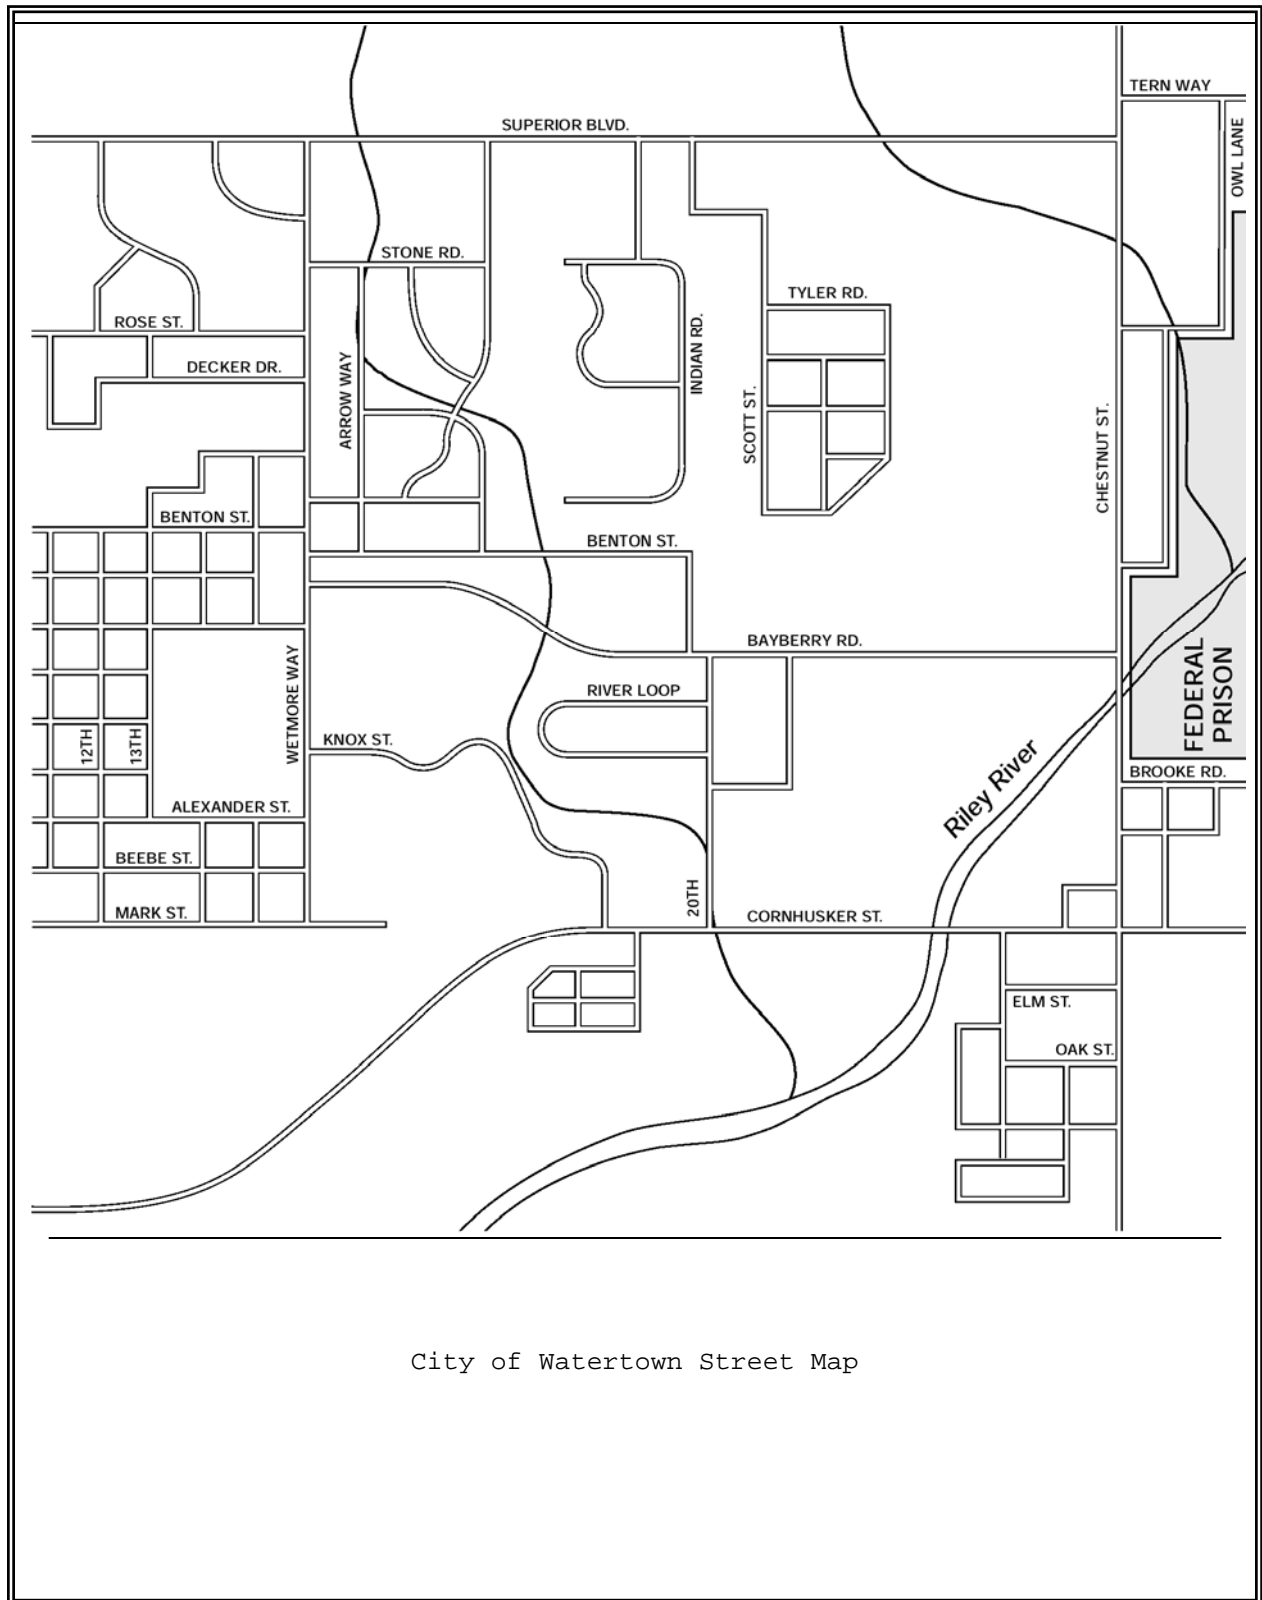 TERN WAY
SUPERIOR BLVD.
OWL LANE
STONE RD.
TYLER RD.
ROSE ST.
INDIAN RD.
DECKER DR.
ARROW WAY
SCOTT ST.
CHESTNUT ST.
BENTON ST.
BENTON ST.
BAYBERRY RD.
WETMORE WAY
FEDERAL
PRISON
RIVER LOOP
12TH
13TH
KNOX ST.
Riley River
BROOKE RD.
ALEXANDER ST.
BEEBE ST.
20TH
MARK ST.
CORNHUSKER ST.
ELM ST.
OAK ST.
City of Watertown Street Map